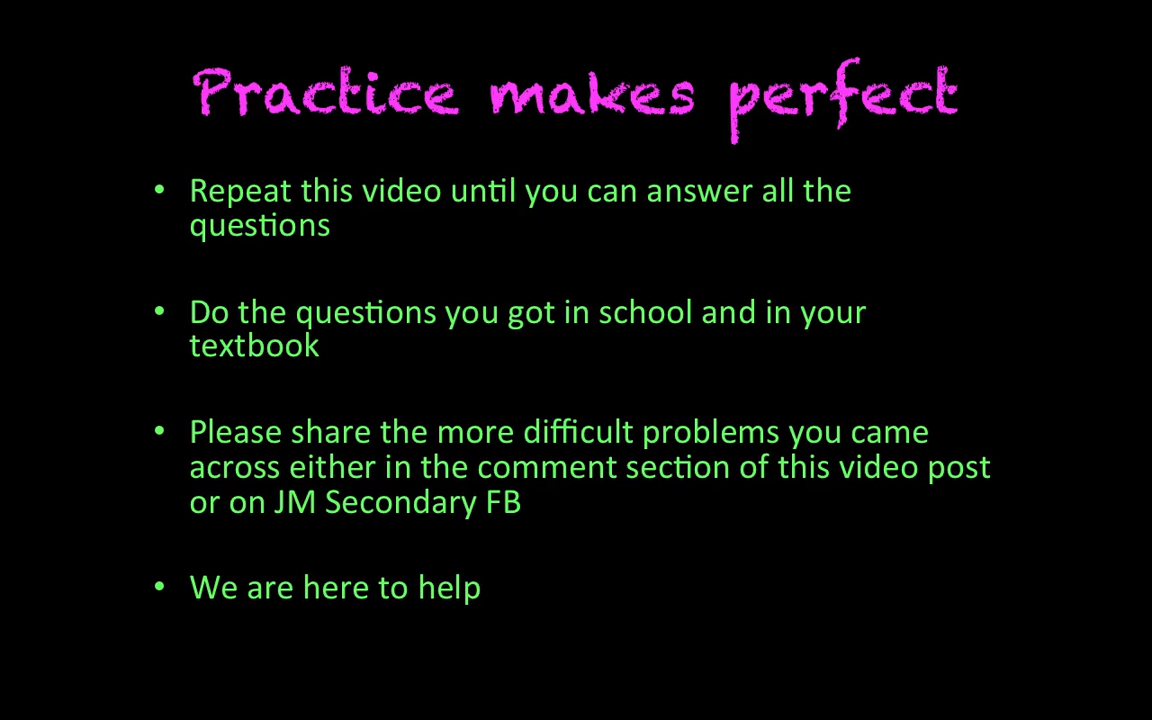 Practice makes perfect
• Repeat this video until you can answer all the
questions
• Do the questions you got in school and in your
textbook
• Please share the more difficult problems you came
across either in the comment section of this video post
or on JM Secondary FB
• We are here to help